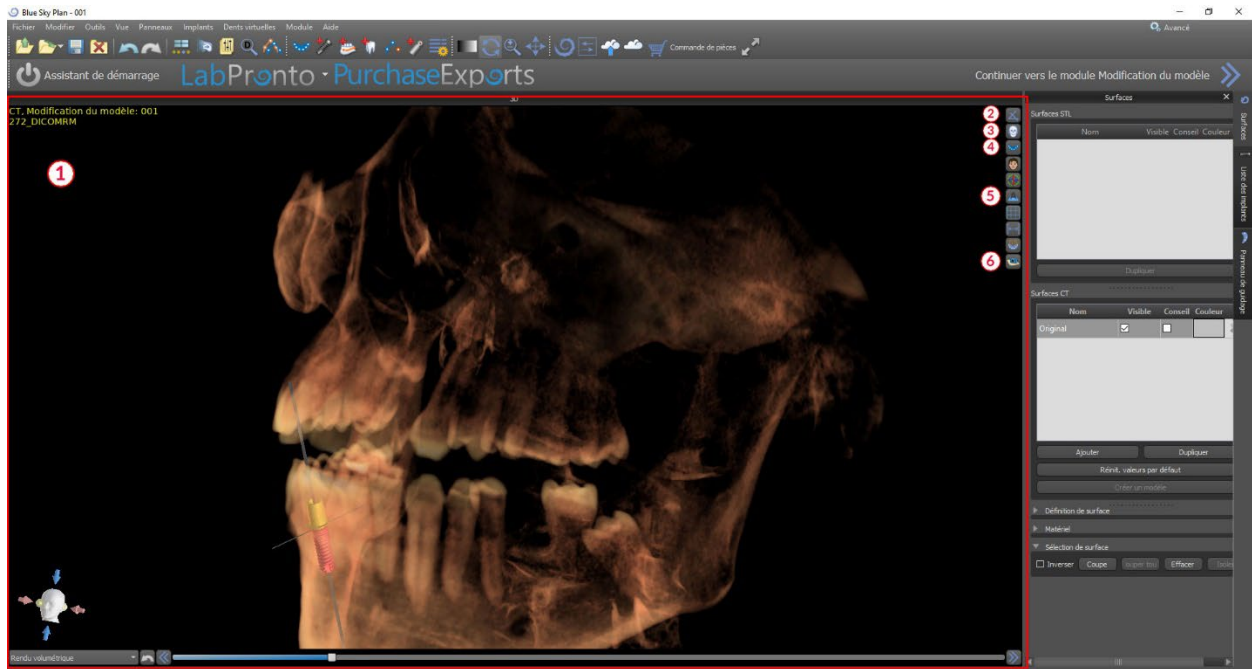 Blue Sky Plan - 001
Fichier Modifier Outils Vue Panneaux Implants Dents virtuelles Module Aide
Avancé
Commande de pièces
Assistant de démarrage
LabPronto - PurchaseExports
Continuer vers le module Modification du modèle
3D
Surfaces
CT, Modification du modèle: 001
272_DICOMRM
1
2
3
4
5
6
Surfaces STL
Nom Visible Conseil Couleur
Dupliquer
Surfaces CT
Nom Visible Conseil Couleur
Original
Ajouter Dupliquer
Réinit. valeurs par défaut
Créer un modèle
Définition de surface
Matériel
Sélection de surface
Inverser Coupe Effacer
Surfaces
Liste des implants
Panneau de guidage
Rendu volumétrique